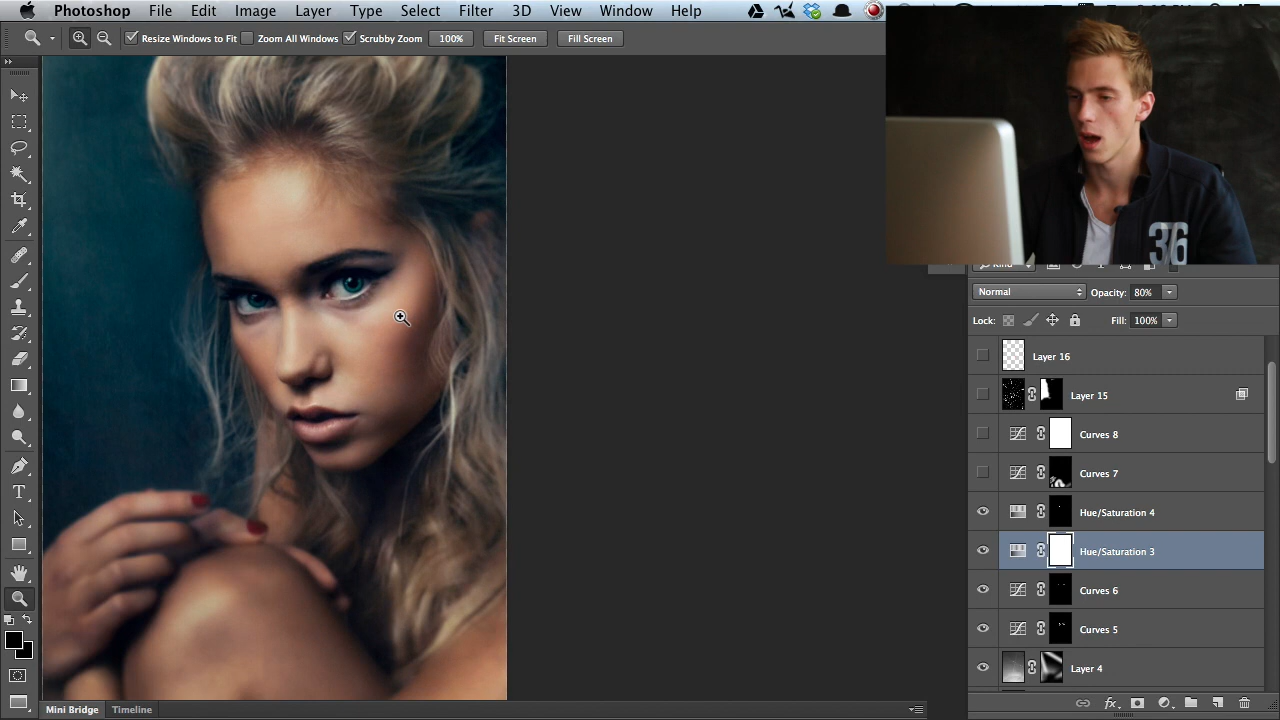 Photoshop File Edit Image Layer Type Select Filter 3D View Window Help
Resize Windows to Fit Zoom All Windows Scrubby Zoom 100% Fit Screen Fill Screen
36
Normal Opacity: 80%
Lock: Fill: 100%
Layer 16
Layer 15
Curves 8
Curves 7
Hue/Saturation 4
Hue/Saturation 3
Curves 6
Curves 5
Layer 4
fx
Mini Bridge Timeline